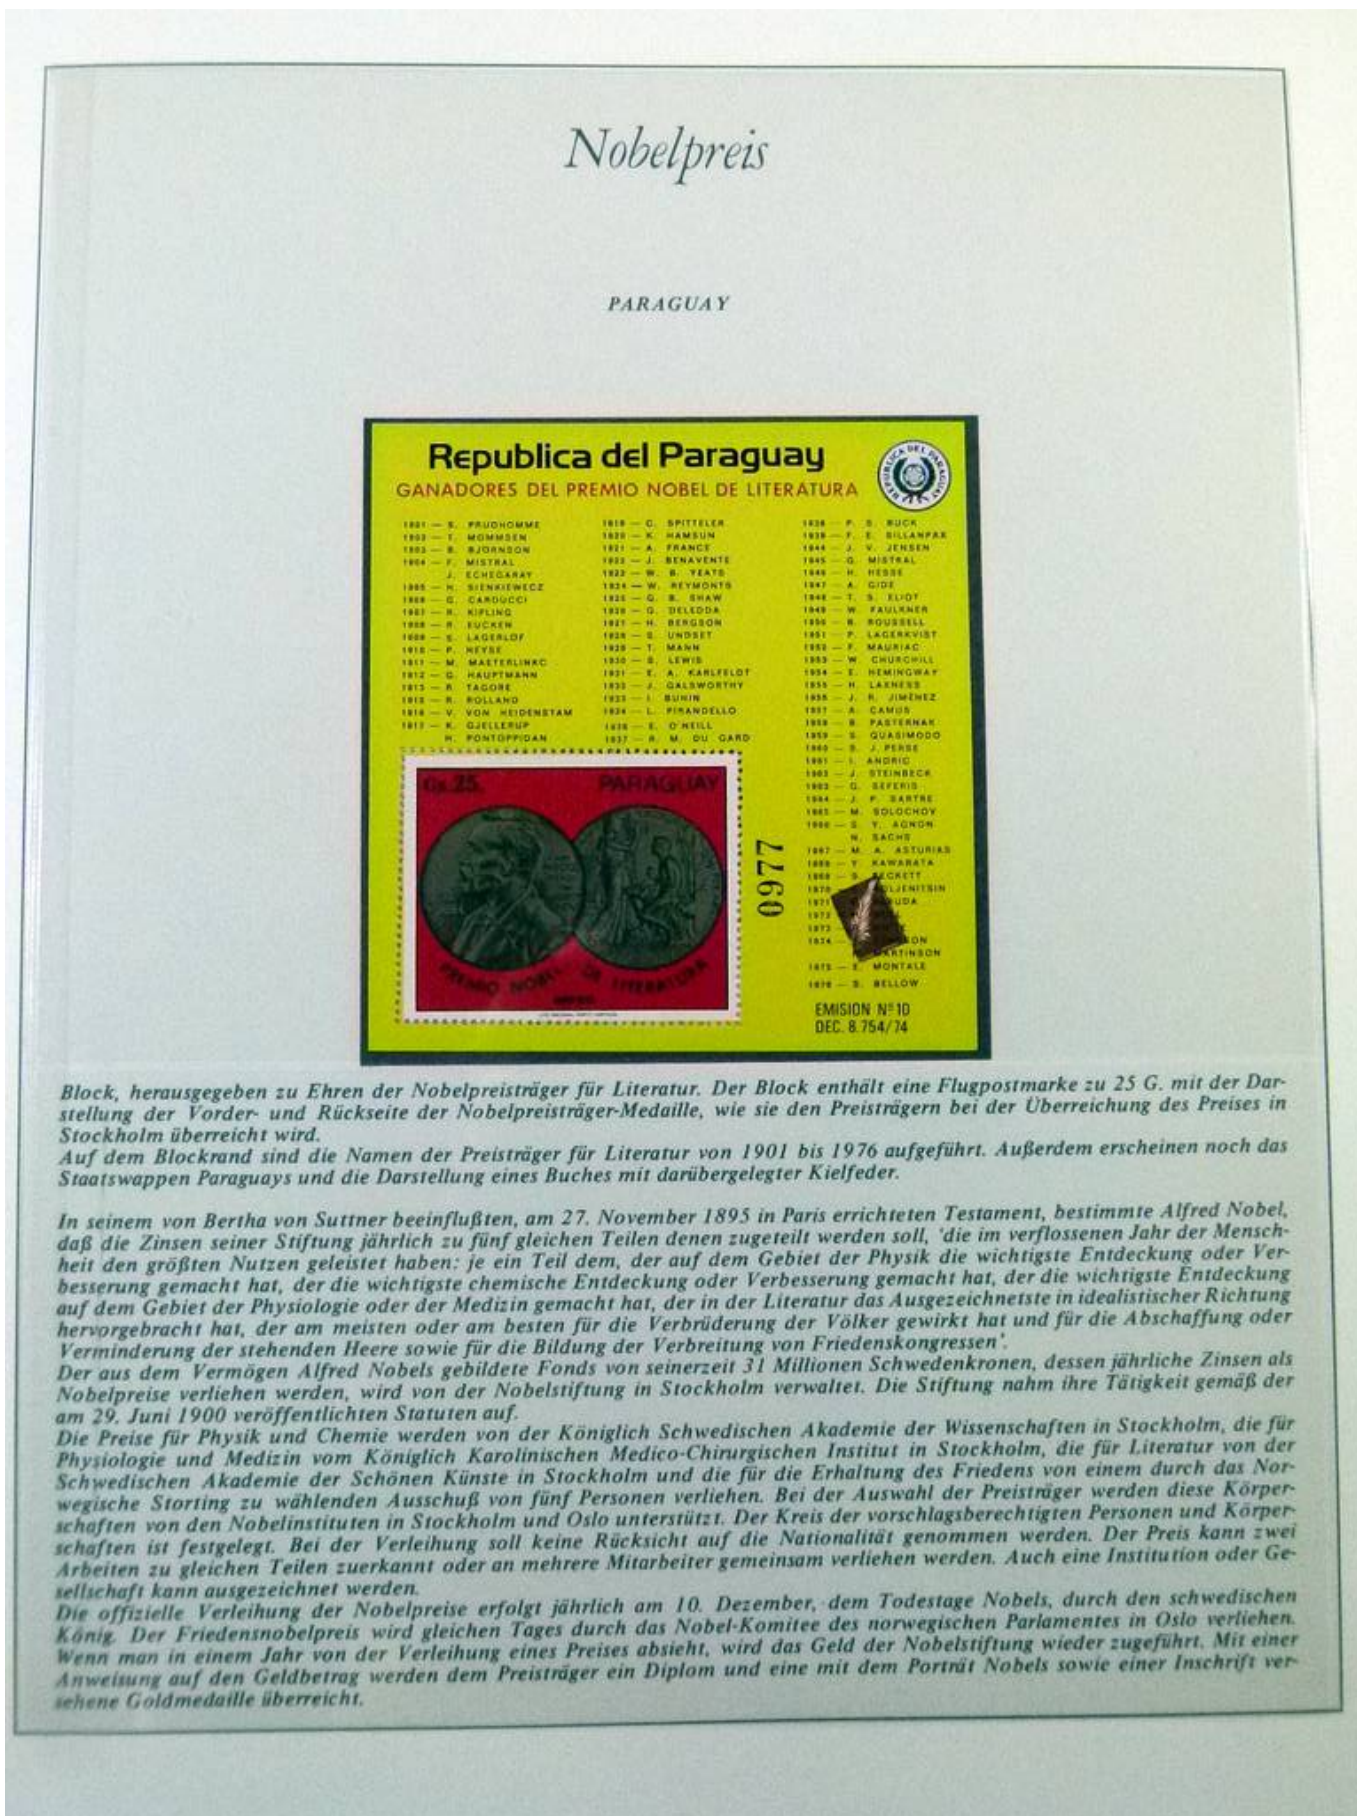 Nobelpreis
PARAGUAY
Republica del Paraguay
GANADORES DEL PREMIO NOBEL DE LITERATURA
REPUBLICA DEL PARAGUAY
1901 — S. PRUDHOMME
1902 — T. MOMMSEN
1903 — B. BJORNSON
1904 — F. MISTRAL
J. ECHEGARAY
1905 — H. SIENKIEWECZ
1906 — G. CARDUCCI
1907 — R. KIPLING
1908 — R. EUCKEN
1909 — S. LAGERLOF
1910 — P. HEYSE
1911 — M. MAETERLINKC
1912 — G. HAUPTMANN
1913 — R. TAGORE
1915 — R. ROLLAND
1916 — V. VON HEIDENSTAM
1917 — K. GJELLERUP
H. PONTOPPIDAN
1919 — C. SPITTELER
1920 — K. HAMSUN
1921 — A. FRANCE
1922 — J. BENAVENTE
1923 — W. B. YEATS
1924 — W. REYMONTS
1925 — G. B. SHAW
1926 — G. DELEDDA
1927 — H. BERGSON
1928 — S. UNDSET
1929 — T. MANN
1930 — S. LEWIS
1931 — E. A. KARLFELDT
1932 — J. GALSWORTHY
1933 — I. BUNIN
1934 — L. PIRANDELLO
1936 — E. O'NEILL
1937 — R. M. DU GARD
1938 — P. S. BUCK
1939 — F. E. SILLANPAX
1944 — J. V. JENSEN
1945 — G. MISTRAL
1946 — H. HESSE
1947 — A. GIDE
1948 — T. S. ELIOT
1949 — W. FAULKNER
1950 — B. ROUSSELL
1951 — P. LAGERKVIST
1952 — F. MAURIAC
1953 — W. CHURCHILL
1954 — E. HEMINGWAY
1955 — H. LAXNESS
1956 — J. R. JIMÉNEZ
1957 — A. CAMUS
1958 — B. PASTERNAK
1959 — S. QUASIMODO
1960 — S. J. PERSE
1961 — I. ANDRIC
1962 — J. STEINBECK
1963 — G. SEFERIS
1964 — J. P. SARTRE
1965 — M. SOLOCHOV
1966 — S. Y. AGNON
N. SACHS
1967 — M. A. ASTURIAS
1968 — Y. KAWABATA
1969 — S. BECKETT
1970
1971
1972
1973
1974
MARTINSON
1975 — E. MONTALE
1976 — S. BELLOW
EMISION Nº 10
DEC. 8.754/74
0977
Gs.25. PARAGUAY
PREMIO NOBEL DE LITERATURA
Block, herausgegeben zu Ehren der Nobelpreisträger für Literatur. Der Block enthält eine Flugpostmarke zu 25 G. mit der Dar-
stellung der Vorder- und Rückseite der Nobelpreisträger-Medaille, wie sie den Preisträgern bei der Überreichung des Preises in
Stockholm überreicht wird.
Auf dem Blockrand sind die Namen der Preisträger für Literatur von 1901 bis 1976 aufgeführt. Außerdem erscheinen noch das
Staatswappen Paraguays und die Darstellung eines Buches mit darübergelegter Kielfeder.
In seinem von Bertha von Suttner beeinflußten, am 27. November 1895 in Paris errichteten Testament, bestimmte Alfred Nobel,
daß die Zinsen seiner Stiftung jährlich zu fünf gleichen Teilen denen zugeteilt werden soll, 'die im verflossenen Jahr der Mensch-
heit den größten Nutzen geleistet haben: je ein Teil dem, der auf dem Gebiet der Physik die wichtigste Entdeckung oder Ver-
besserung gemacht hat, der die wichtigste chemische Entdeckung oder Verbesserung gemacht hat, der die wichtigste Entdeckung
auf dem Gebiet der Physiologie oder der Medizin gemacht hat, der in der Literatur das Ausgezeichnetste in idealistischer Richtung
hervorgebracht hat, der am meisten oder am besten für die Verbrüderung der Völker gewirkt hat und für die Abschaffung oder
Verminderung der stehenden Heere sowie für die Bildung der Verbreitung von Friedenskongressen'.
Der aus dem Vermögen Alfred Nobels gebildete Fonds von seinerzeit 31 Millionen Schwedenkronen, dessen jährliche Zinsen als
Nobelpreise verliehen werden, wird von der Nobelstiftung in Stockholm verwaltet. Die Stiftung nahm ihre Tätigkeit gemäß der
am 29. Juni 1900 veröffentlichten Statuten auf.
Die Preise für Physik und Chemie werden von der Königlich Schwedischen Akademie der Wissenschaften in Stockholm, die für
Physiologie und Medizin vom Königlich Karolinischen Medico-Chirurgischen Institut in Stockholm, die für Literatur von der
Schwedischen Akademie der Schönen Künste in Stockholm und die für die Erhaltung des Friedens von einem durch das Nor-
wegische Storting zu wählenden Ausschuß von fünf Personen verliehen. Bei der Auswahl der Preisträger werden diese Körper-
schaften von den Nobelinstituten in Stockholm und Oslo unterstützt. Der Kreis der vorschlagsberechtigten Personen und Körper-
schaften ist festgelegt. Bei der Verleihung soll keine Rücksicht auf die Nationalität genommen werden. Der Preis kann zwei
Arbeiten zu gleichen Teilen zuerkannt oder an mehrere Mitarbeiter gemeinsam verliehen werden. Auch eine Institution oder Ge-
sellschaft kann ausgezeichnet werden.
Die offizielle Verleihung der Nobelpreise erfolgt jährlich am 10. Dezember, dem Todestage Nobels, durch den schwedischen
König. Der Friedensnobelpreis wird gleichen Tages durch das Nobel-Komitee des norwegischen Parlamentes in Oslo verliehen.
Wenn man in einem Jahr von der Verleihung eines Preises absieht, wird das Geld der Nobelstiftung wieder zugeführt. Mit einer
Anweisung auf den Geldbetrag werden dem Preisträger ein Diplom und eine mit dem Porträt Nobels sowie einer Inschrift ver-
sehene Goldmedaille überreicht.